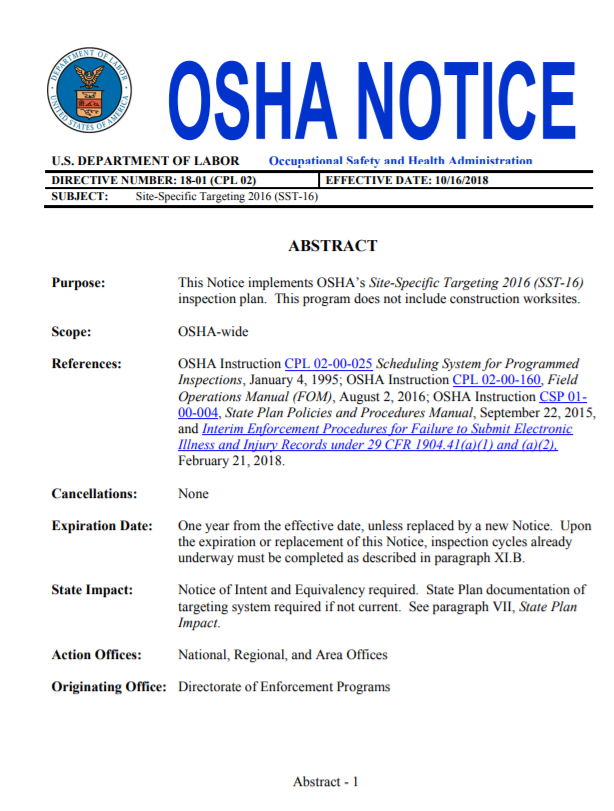 DEPARTMENT OF LABOR
UNITED STATES OF AMERICA
OSHA NOTICE
U.S. DEPARTMENT OF LABOR Occupational Safety and Health Administration
DIRECTIVE NUMBER: 18-01 (CPL 02) EFFECTIVE DATE: 10/16/2018
SUBJECT: Site-Specific Targeting 2016 (SST-16)
ABSTRACT
Purpose: This Notice implements OSHA’s Site-Specific Targeting 2016 (SST-16)
inspection plan. This program does not include construction worksites.
Scope: OSHA-wide
References: OSHA Instruction CPL 02-00-025 Scheduling System for Programmed
Inspections, January 4, 1995; OSHA Instruction CPL 02-00-160, Field
Operations Manual (FOM), August 2, 2016; OSHA Instruction CSP 01-
00-004, State Plan Policies and Procedures Manual, September 22, 2015,
and Interim Enforcement Procedures for Failure to Submit Electronic
Illness and Injury Records under 29 CFR 1904.41(a)(1) and (a)(2),
February 21, 2018.
Cancellations: None
Expiration Date: One year from the effective date, unless replaced by a new Notice. Upon
the expiration or replacement of this Notice, inspection cycles already
underway must be completed as described in paragraph XI.B.
State Impact: Notice of Intent and Equivalency required. State Plan documentation of
targeting system required if not current. See paragraph VII, State Plan
Impact.
Action Offices: National, Regional, and Area Offices
Originating Office: Directorate of Enforcement Programs
Abstract - 1